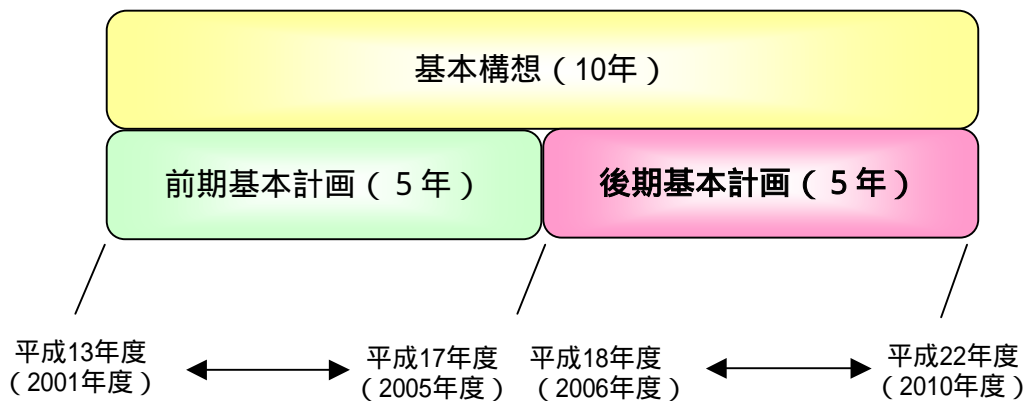 基本構想（10年）
前期基本計画（５年）
後期基本計画（５年）
平成13年度
（2001年度）
平成17年度
（2005年度）
平成18年度
（2006年度）
平成22年度
（2010年度）